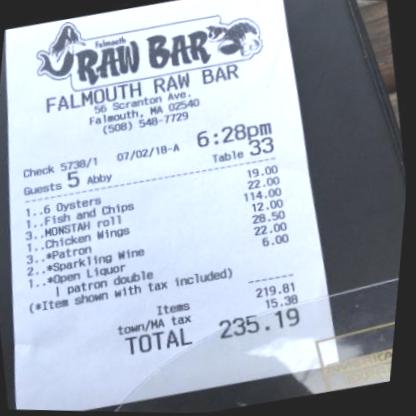 Falmouth
RAW BAR
FALMOUTH RAW BAR
56 Scranton Ave.
Falmouth, MA 02540
(508) 548-7729
Check 5738/1 07/02/18-A 6:28pm
Guests 5 Abby Table 33
1..6 Oysters 19.00
1..Fish and Chips 22.00
3..MONSTAH roll 114.00
1..Chicken Wings 12.00
3..*Patron 28.50
2..*Sparkling Wine 22.00
1..*Open Liquor 6.00
1 patron double
(*Item shown with tax included)
Items 219.81
town/MA tax 15.38
TOTAL 235.19